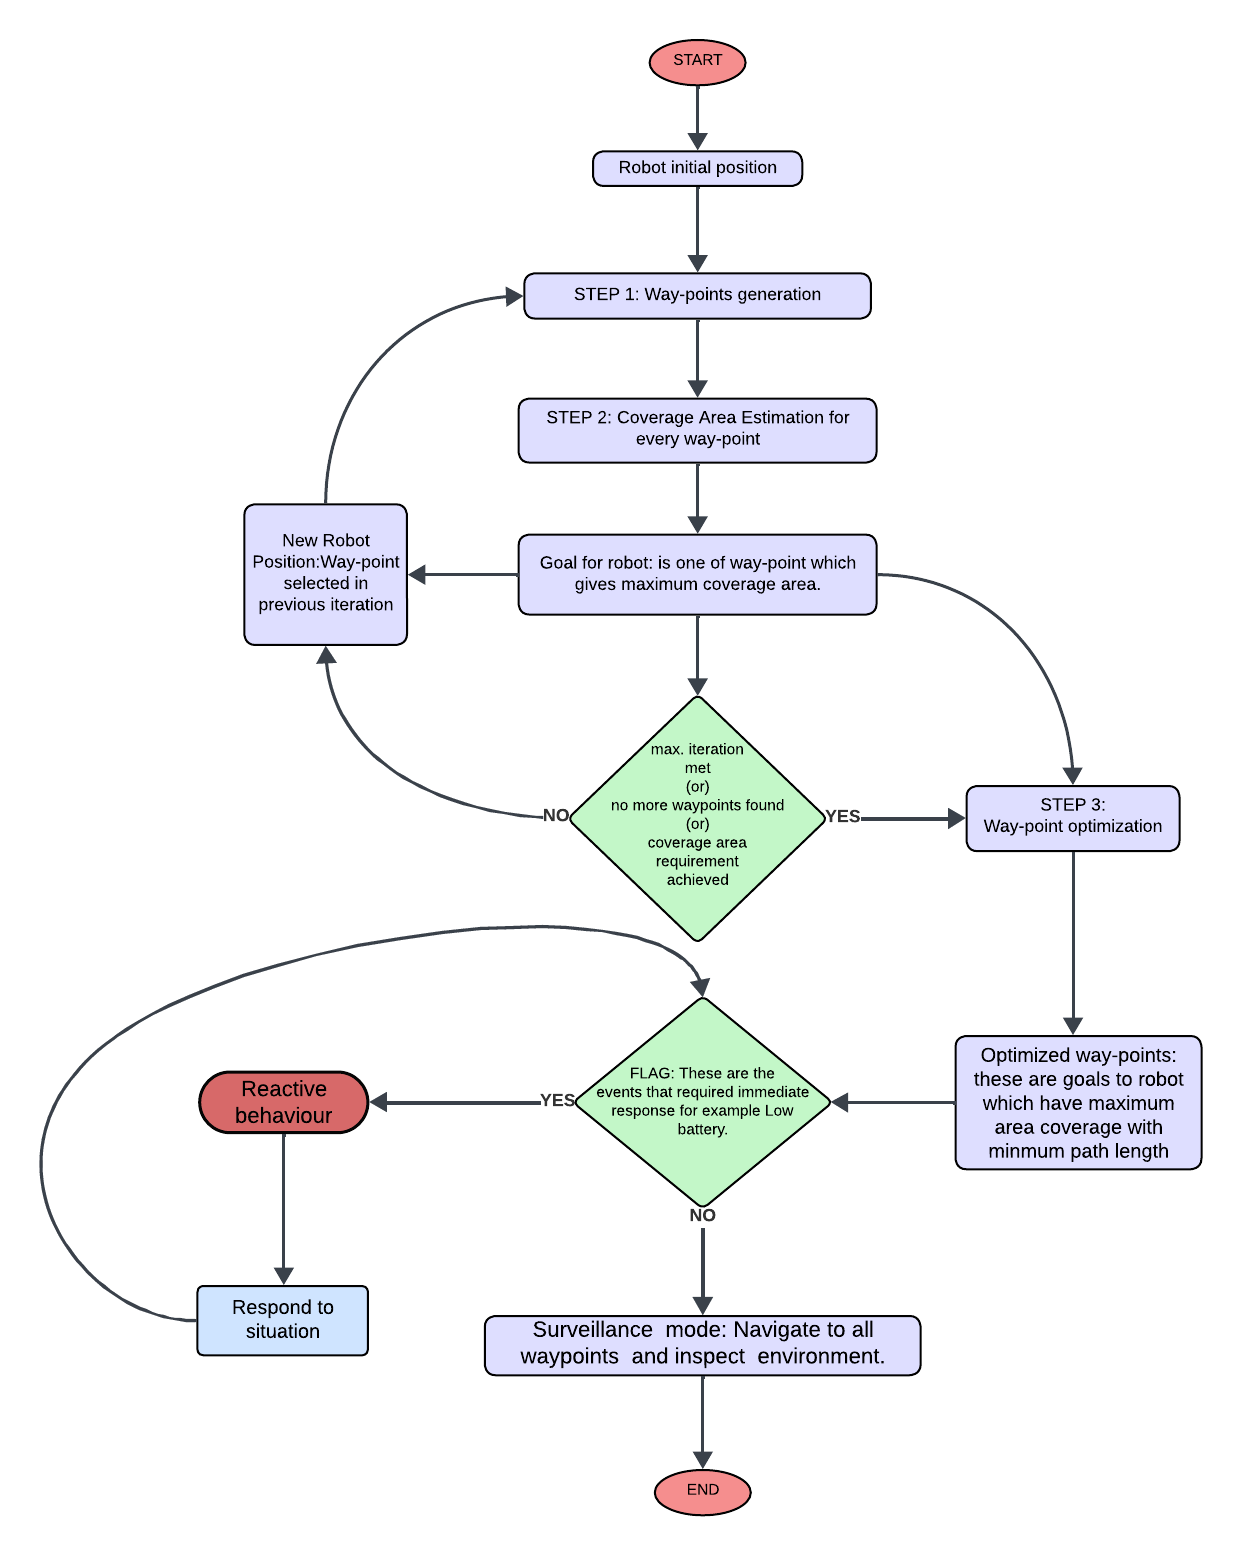 START
Robot initial position
STEP 1: Way-points generation
STEP 2: Coverage Area Estimation for
every way-point
New Robot
Position:Way-point
selected in
previous iteration
Goal for robot: is one of way-point which
gives maximum coverage area.
max. iteration
met
(or)
no more waypoints found
(or)
coverage area
requirement
achieved
NO
YES
STEP 3:
Way-point optimization
Optimized way-points:
these are goals to robot
which have maximum
area coverage with
minmum path length
FLAG: These are the
events that required immediate
response for example Low
battery.
YES
NO
Reactive
behaviour
Respond to
situation
Surveillance mode: Navigate to all
waypoints and inspect environment.
END